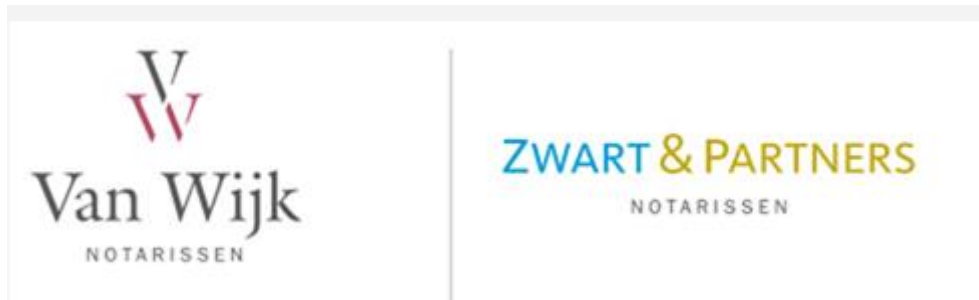 VW
Van Wijk
NOTARISSEN
ZWART & PARTNERS
NOTARISSEN